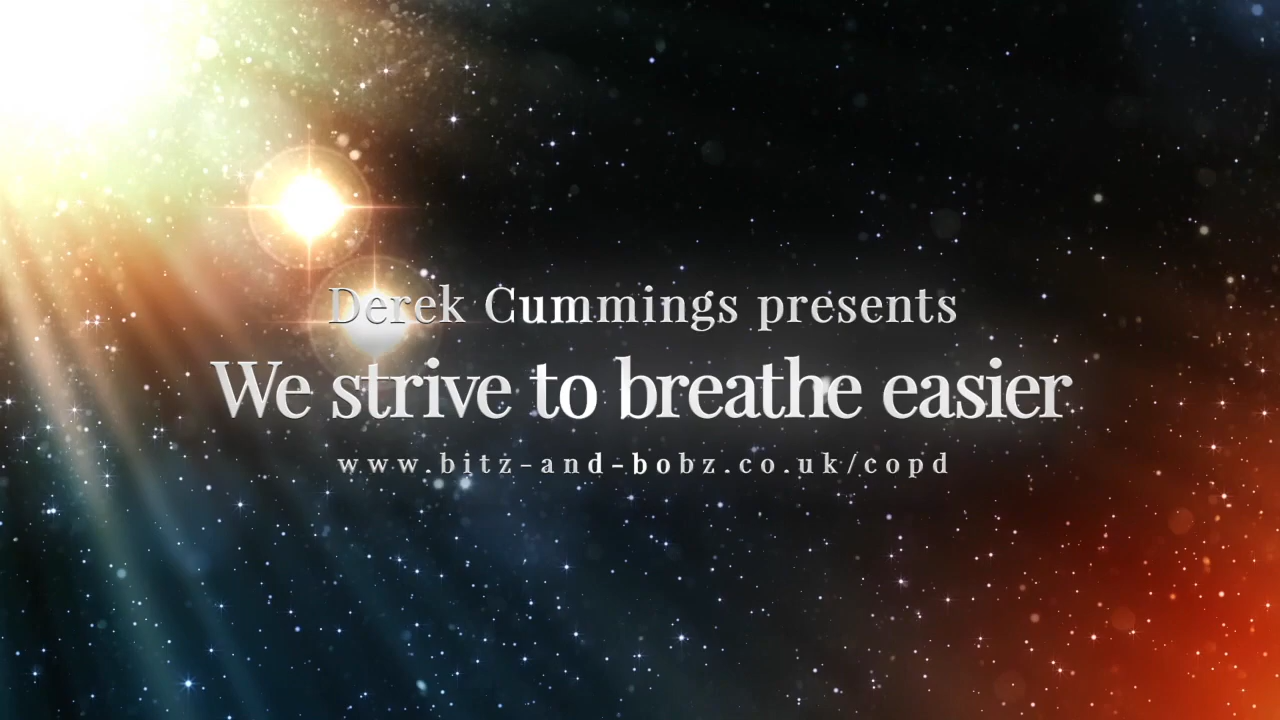 Derek Cummings presents
We strive to breathe easier
www.bitz-and-bobz.co.uk/copd